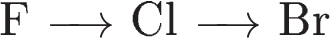 F ⟶ Cl ⟶ Br